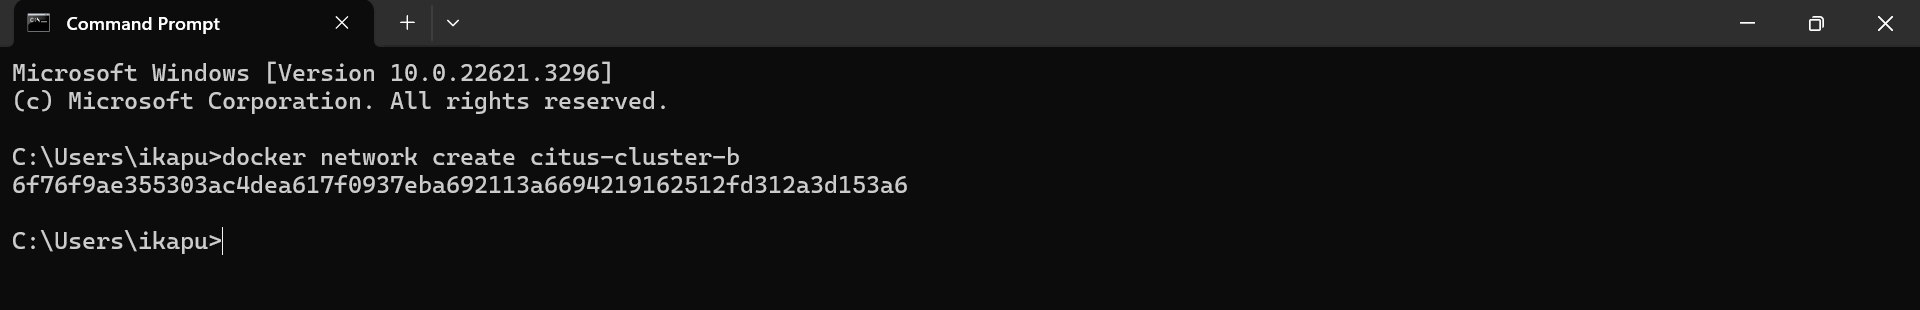 Command Prompt
Microsoft Windows [Version 10.0.22621.3296]
(c) Microsoft Corporation. All rights reserved.
C:\Users\ikapu>docker network create citus-cluster-b
6f76f9ae355303ac4dea617f0937eba692113a6694219162512fd312a3d153a6
C:\Users\ikapu>